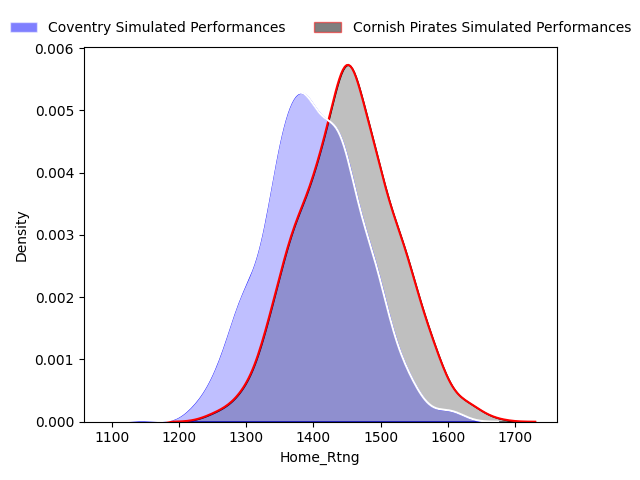 Coventry Simulated Performances Cornish Pirates Simulated Performances
0.006
0.005
0.004
0.003
0.002
0.001
0.000
Density
1100 1200 1300 1400 1500 1600 1700
Home_Rtng